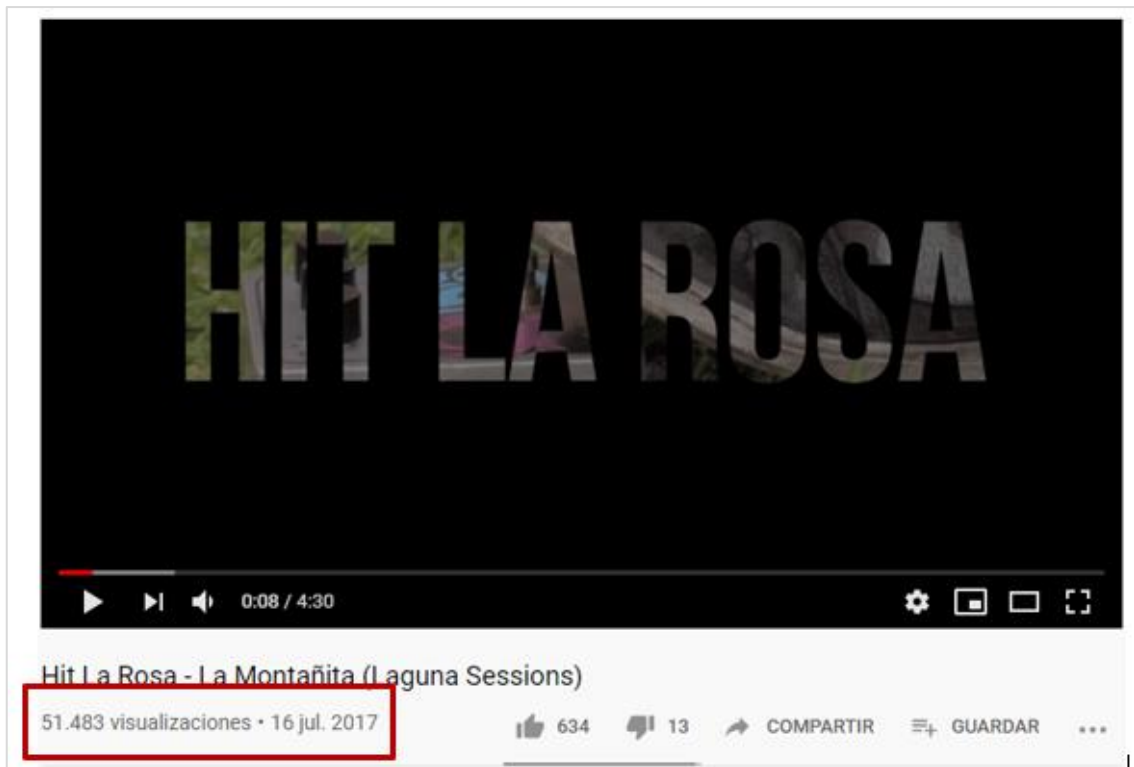 HIT LA ROSA
0:08 / 4:30
Hit La Rosa - La Montañita (Laguna Sessions)
51.483 visualizaciones • 16 jul. 2017 634 13 COMPARTIR GUARDAR